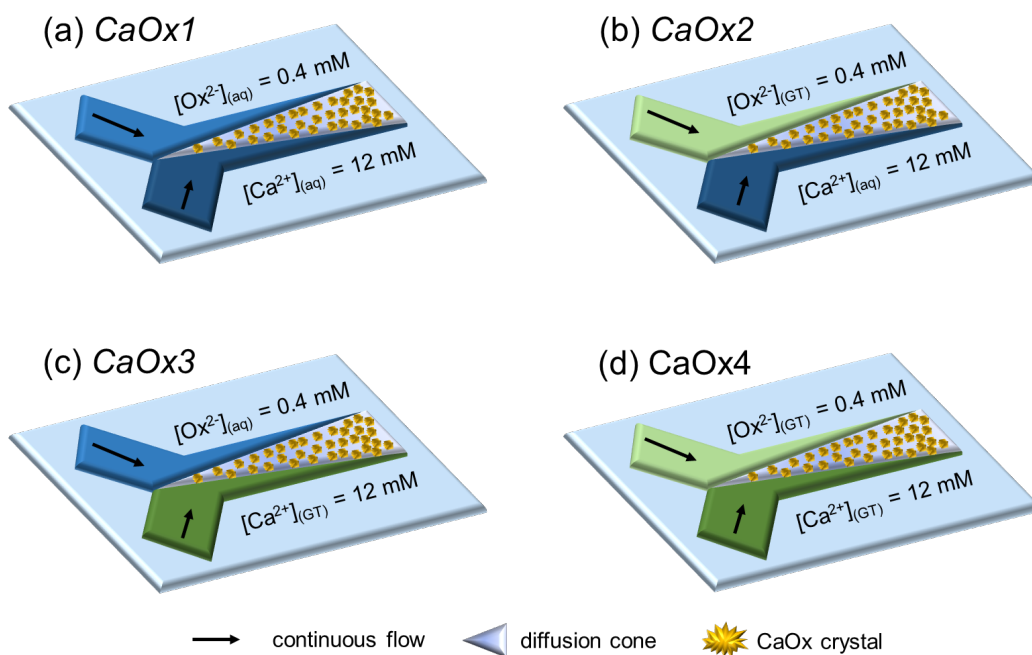 (a) CaOx1
[Ox²⁻](aq) = 0.4 mM
[Ca²⁺](aq) = 12 mM
(b) CaOx2
[Ox²⁻](GT) = 0.4 mM
[Ca²⁺](aq) = 12 mM
(c) CaOx3
[Ox²⁻](aq) = 0.4 mM
[Ca²⁺](GT) = 12 mM
(d) CaOx4
[Ox²⁻](GT) = 0.4 mM
[Ca²⁺](GT) = 12 mM
continuous flow
diffusion cone
CaOx crystal